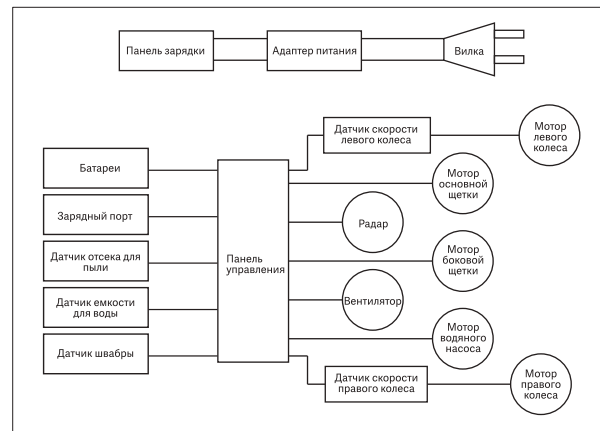 Панель зарядки
Адаптер питания
Вилка
Датчик скорости
левого колеса
Мотор
левого
колеса
Батареи
Мотор
основной
щетки
Зарядный порт
Радар
Датчик отсека для
пыли
Панель
управления
Мотор
боковой
щетки
Датчик емкости
для воды
Вентилятор
Мотор
водяного
насоса
Датчик швабры
Датчик скорости
правого колеса
Мотор
правого
колеса